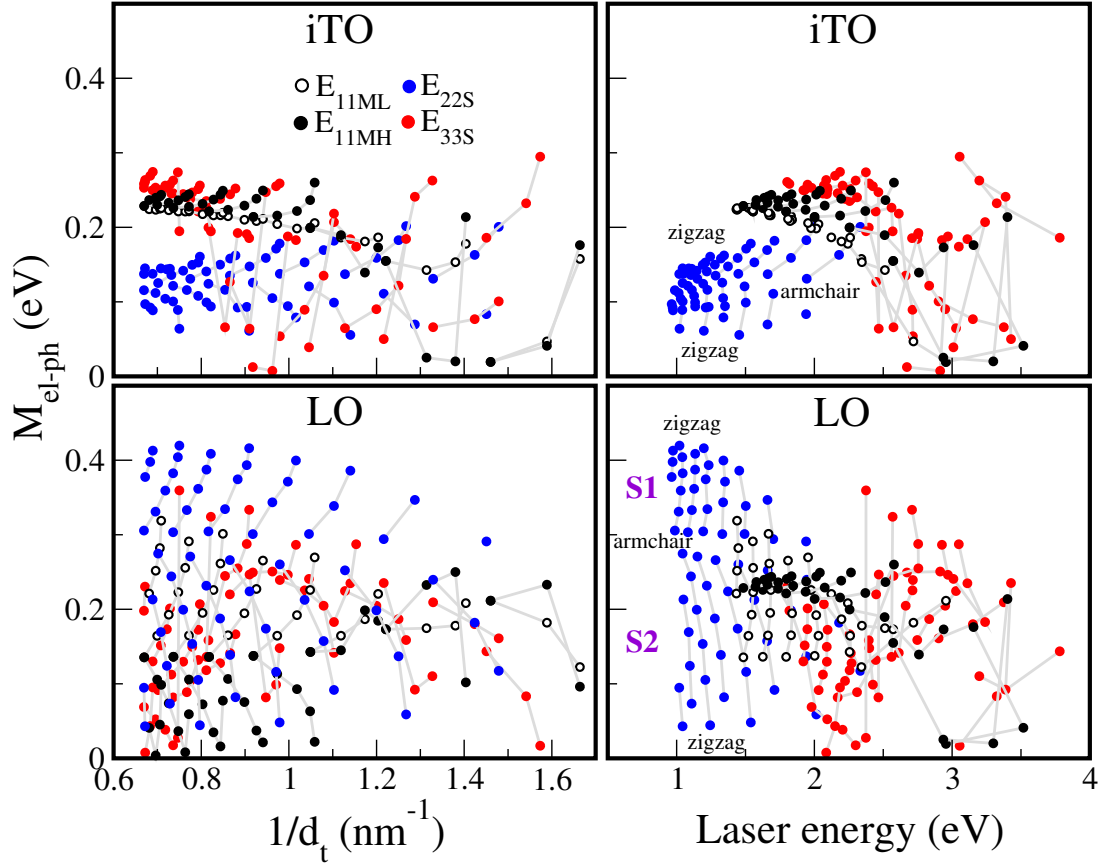 iTO
iTO
E11ML
E22S
E11MH
E33S
0.4
0.2
0
zigzag
armchair
zigzag
Mel-ph (eV)
LO
LO
0.4
0.2
0
zigzag
S1
armchair
S2
zigzag
0.6 0.8 1 1.2 1.4 1.6
1 2 3 4
1/dt (nm-1)
Laser energy (eV)